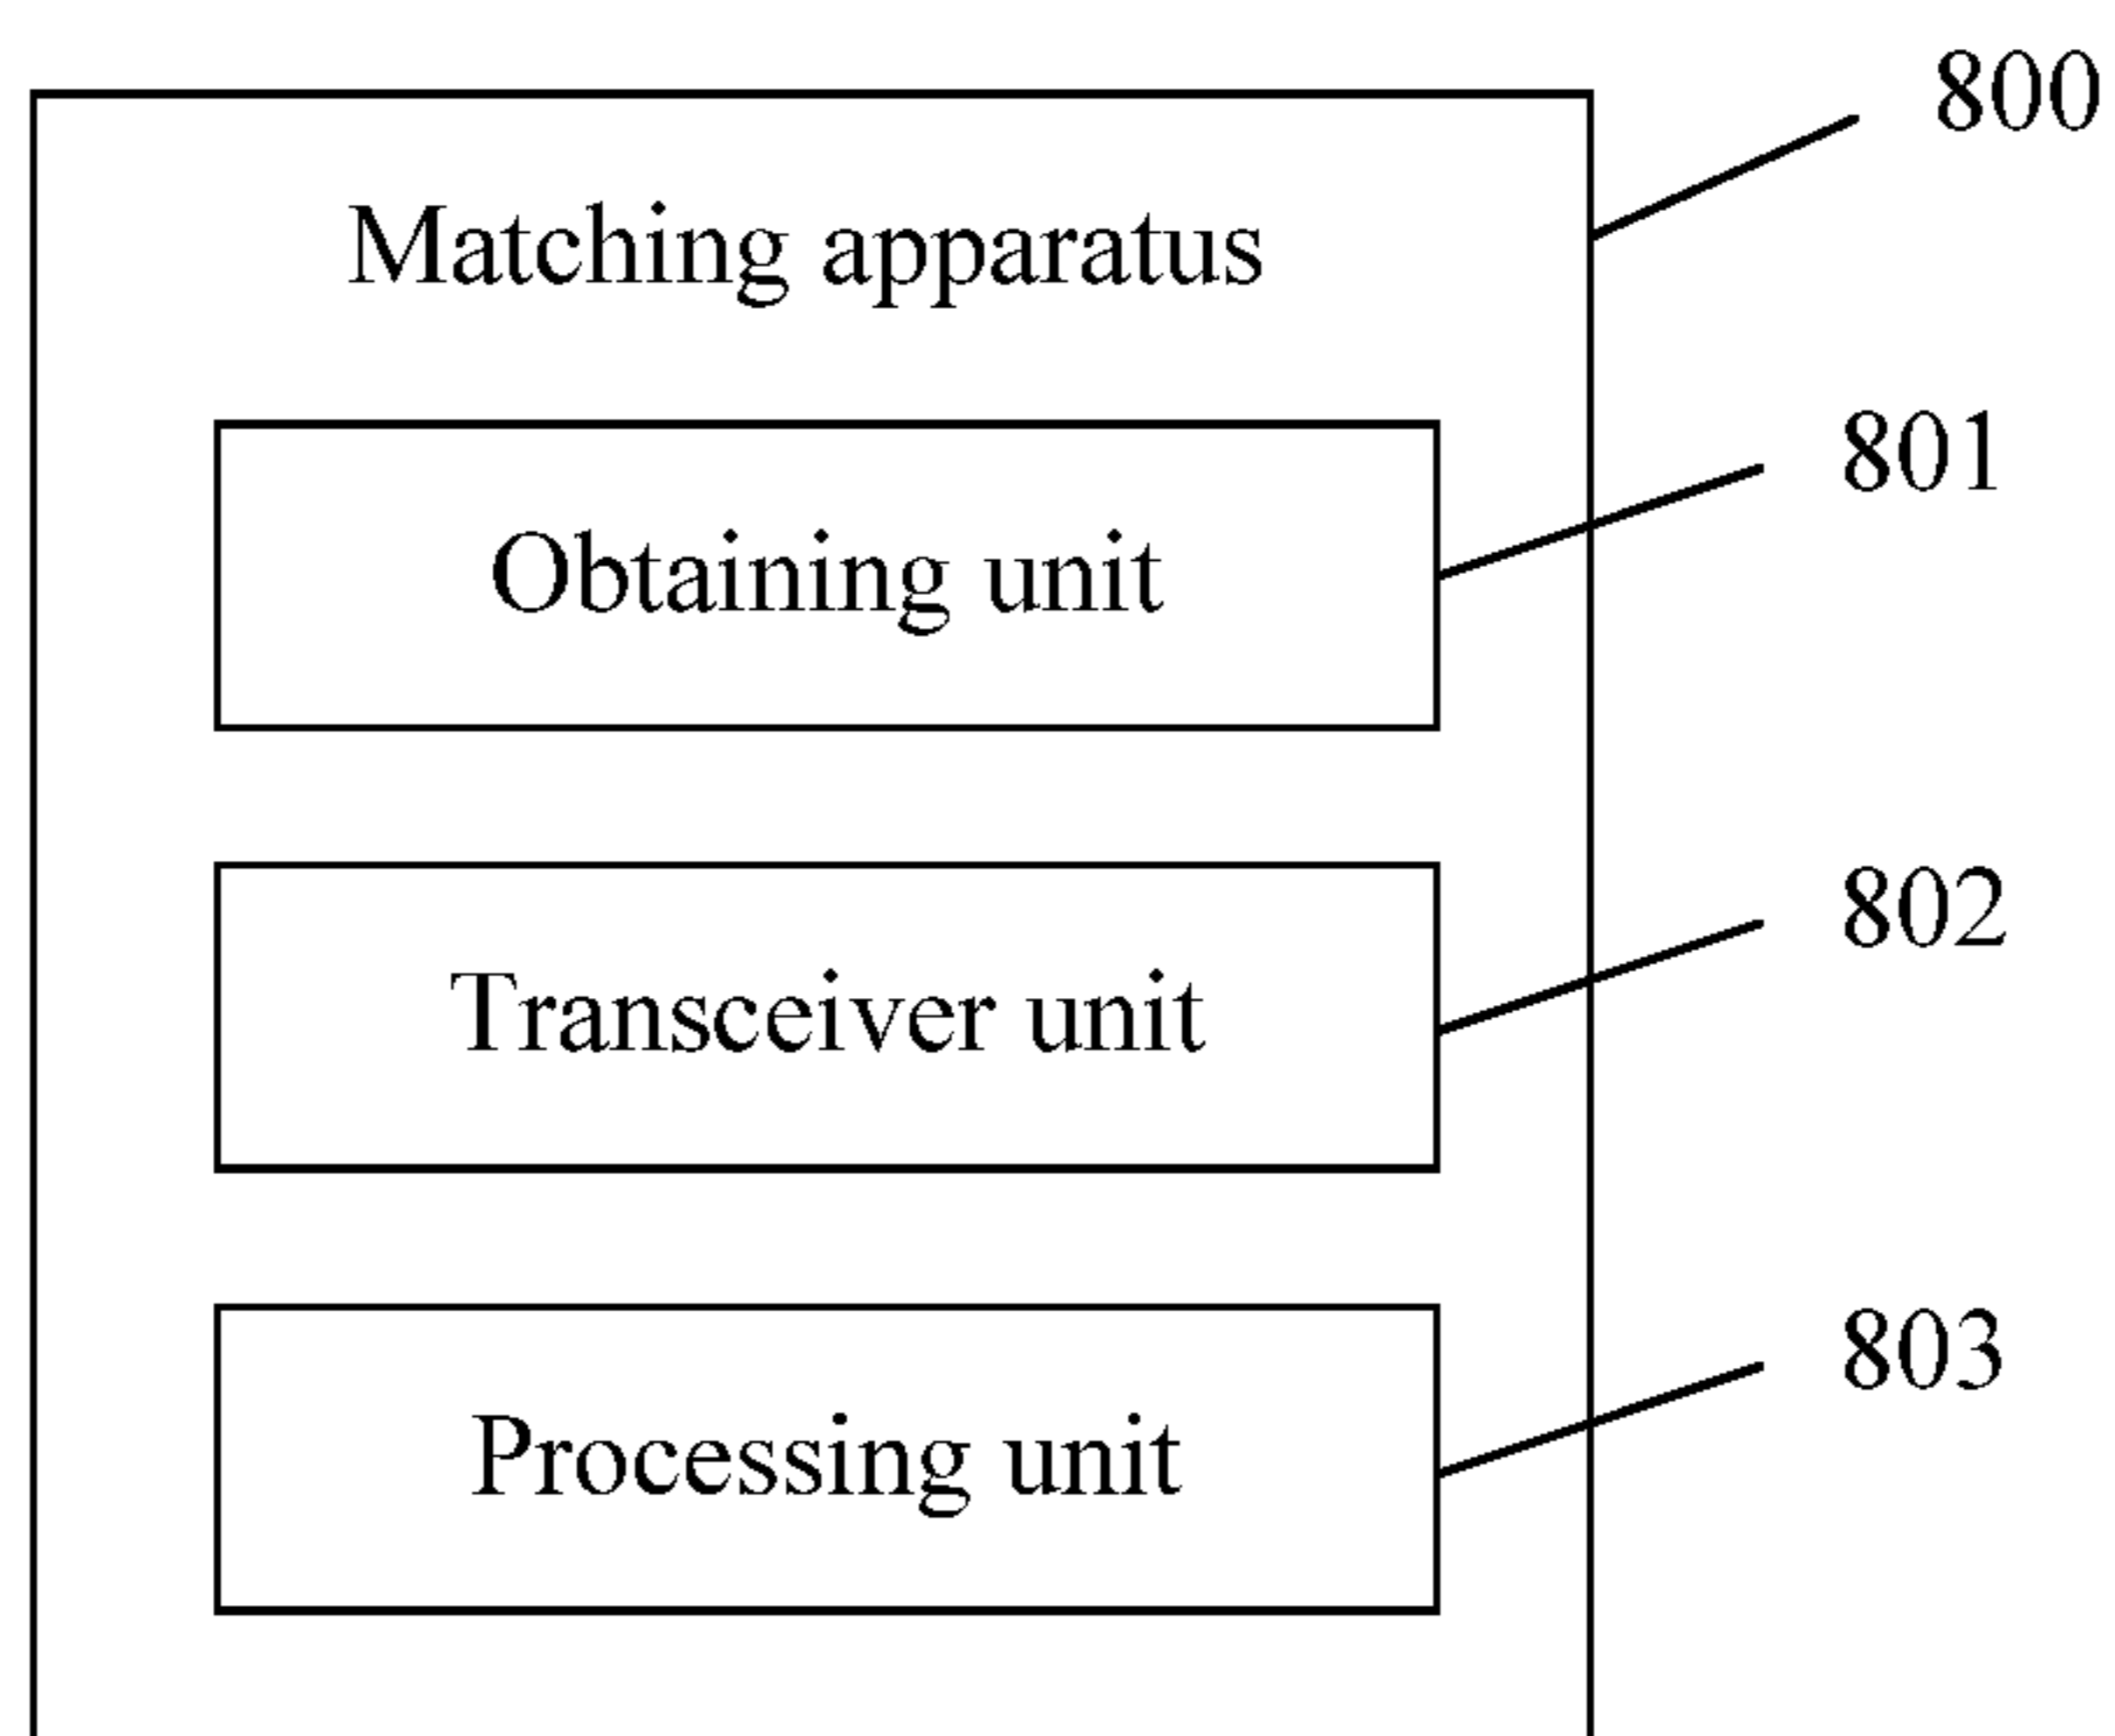 800
Matching apparatus
801
Obtaining unit
802
Transceiver unit
803
Processing unit